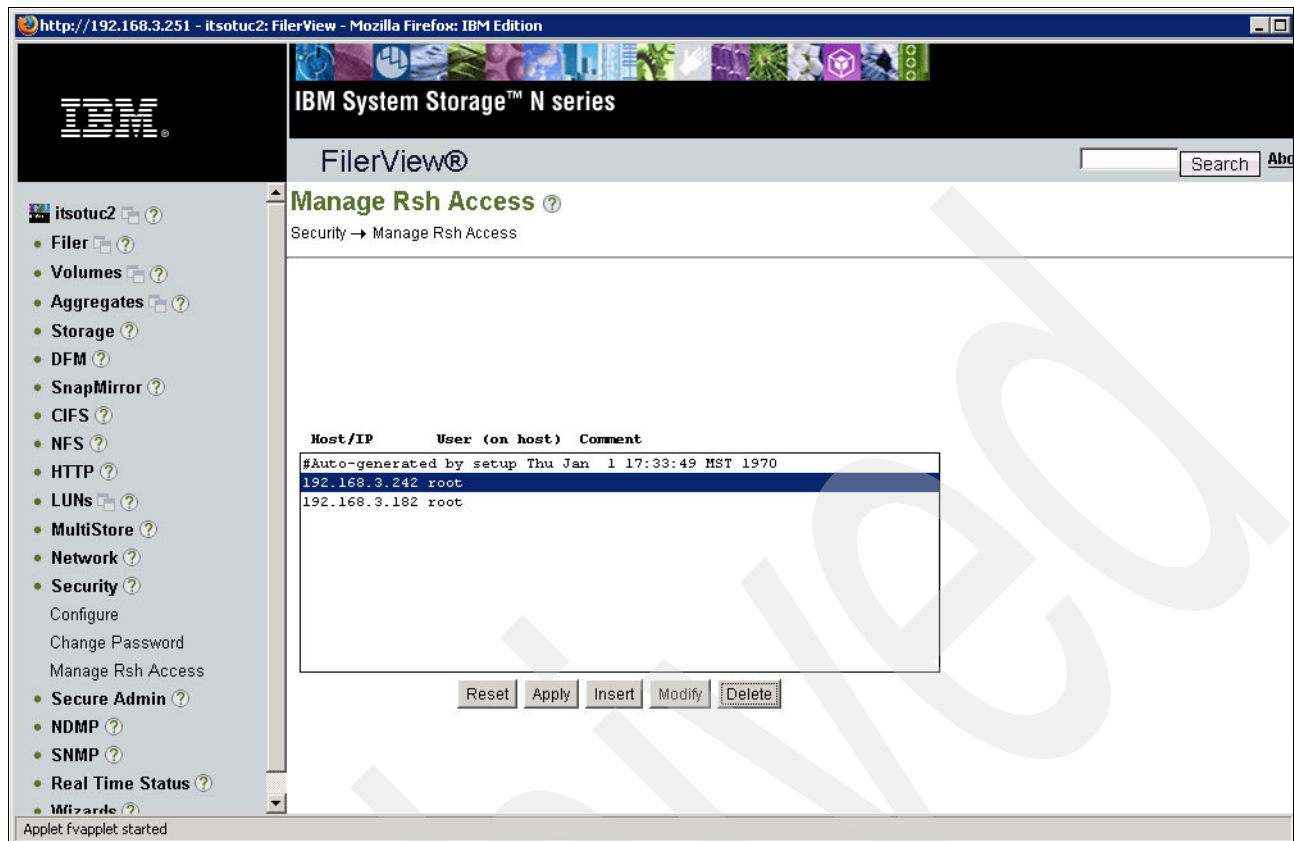 http://192.168.3.251 - itsotuc2: FilerView - Mozilla Firefox: IBM Edition
IBM®
IBM System Storage™ N series
FilerView®
Search
itsotuc2
Filer
Volumes
Aggregates
Storage
DFM
SnapMirror
CIFS
NFS
HTTP
LUNs
MultiStore
Network
Security
Configure
Change Password
Manage Rsh Access
Secure Admin
NDMP
SNMP
Real Time Status
Wizards
Manage Rsh Access
Security → Manage Rsh Access
Host/IP User (on host) Comment
#Auto-generated by setup Thu Jan 1 17:33:49 MST 1970
192.168.3.242 root
192.168.3.182 root
Reset Apply Insert Modify Delete
Applet fvapplet started